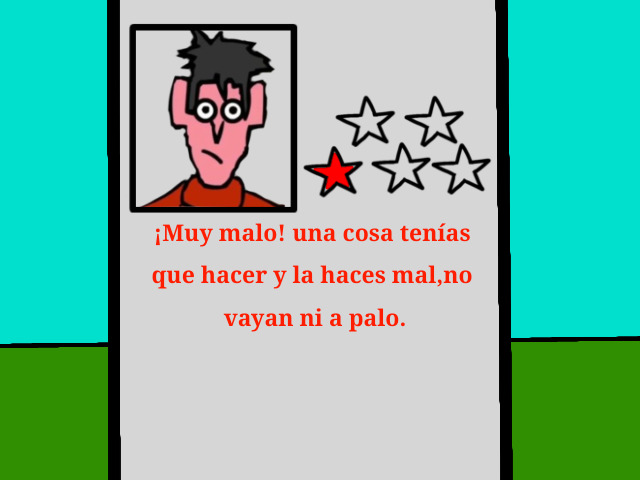 ¡Muy malo! una cosa tenías
que hacer y la haces mal,no
vayan ni a palo.